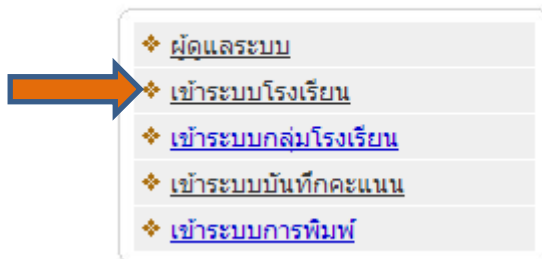 ผู้ดูแลระบบ
เข้าระบบโรงเรียน
เข้าระบบกลุ่มโรงเรียน
เข้าระบบบันทึกคะแนน
เข้าระบบการพิมพ์